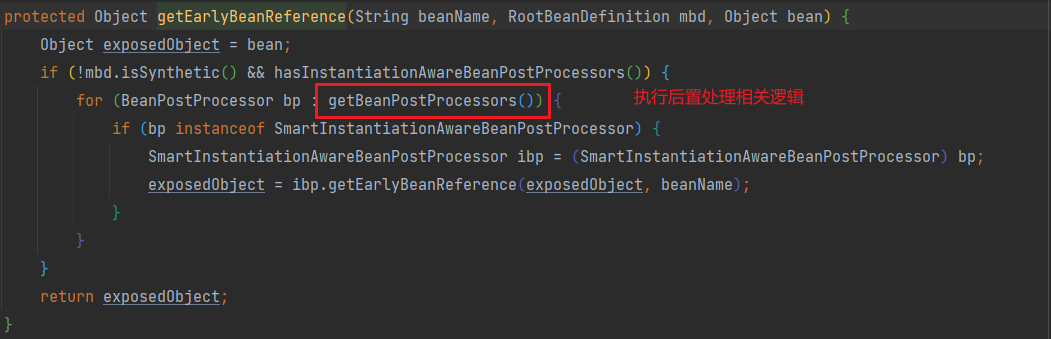 protected Object getEarlyBeanReference(String beanName, RootBeanDefinition mbd, Object bean) {
    Object exposedObject = bean;
    if (!mbd.isSynthetic() && hasInstantiationAwareBeanPostProcessors()) {
        for (BeanPostProcessor bp : getBeanPostProcessors()) { 执行后置处理相关逻辑
            if (bp instanceof SmartInstantiationAwareBeanPostProcessor) {
                SmartInstantiationAwareBeanPostProcessor ibp = (SmartInstantiationAwareBeanPostProcessor) bp;
                exposedObject = ibp.getEarlyBeanReference(exposedObject, beanName);
            }
        }
    }
    return exposedObject;
}